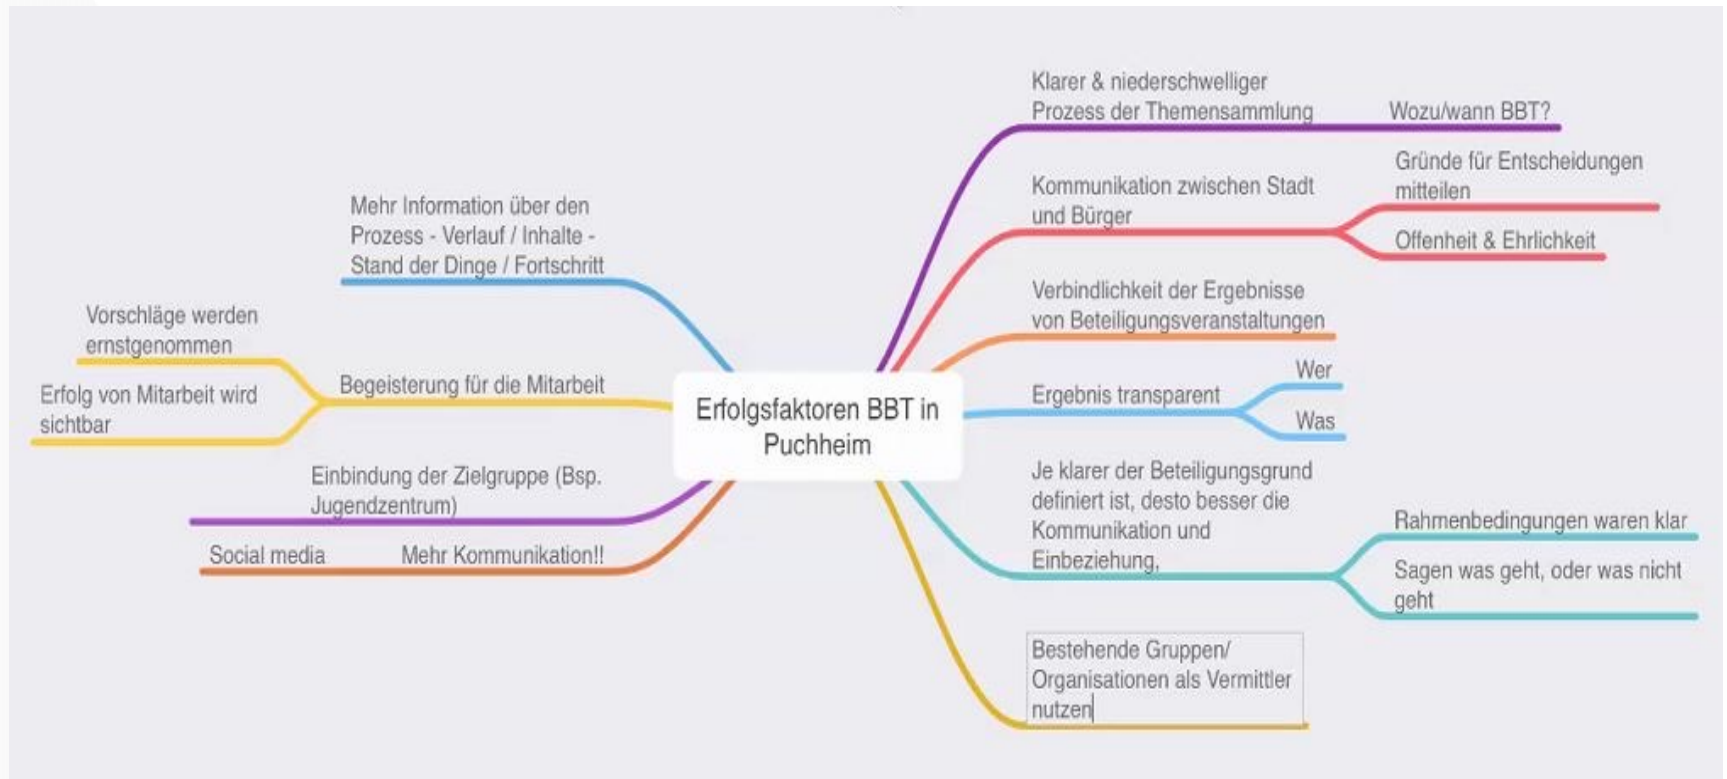 Erfolgsfaktoren BBT in
Puchheim
Klarer & niederschwelliger
Prozess der Themensammlung
Wozu/wann BBT?
Kommunikation zwischen Stadt
und Bürger
Gründe für Entscheidungen
mitteilen
Offenheit & Ehrlichkeit
Verbindlichkeit der Ergebnisse
von Beteiligungsveranstaltungen
Ergebnis transparent
Wer
Was
Je klarer der Beteiligungsgrund
definiert ist, desto besser die
Kommunikation und
Einbeziehung,
Rahmenbedingungen waren klar
Sagen was geht, oder was nicht
geht
Bestehende Gruppen/
Organisationen als Vermittler
nutzen
Mehr Information über den
Prozess - Verlauf / Inhalte -
Stand der Dinge / Fortschritt
Begeisterung für die Mitarbeit
Vorschläge werden
ernstgenommen
Erfolg von Mitarbeit wird
sichtbar
Einbindung der Zielgruppe (Bsp.
Jugendzentrum)
Mehr Kommunikation!!
Social media